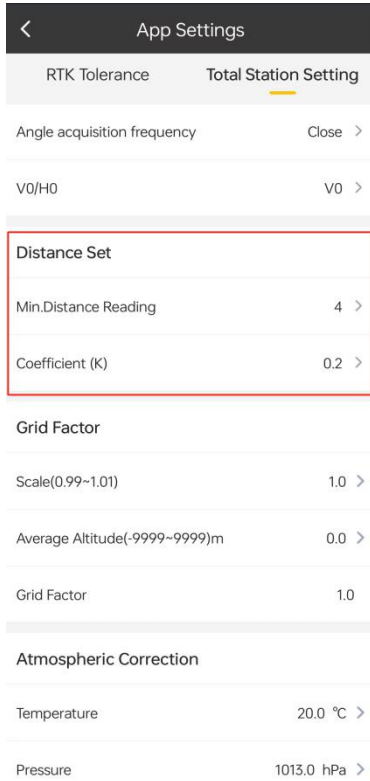 App Settings
RTK Tolerance Total Station Setting
Angle acquisition frequency Close
V0/H0 V0
Distance Set
Min.Distance Reading 4
Coefficient (K) 0.2
Grid Factor
Scale(0.99~1.01) 1.0
Average Altitude(-9999~9999)m 0.0
Grid Factor 1.0
Atmospheric Correction
Temperature 20.0 ℃
Pressure 1013.0 hPa